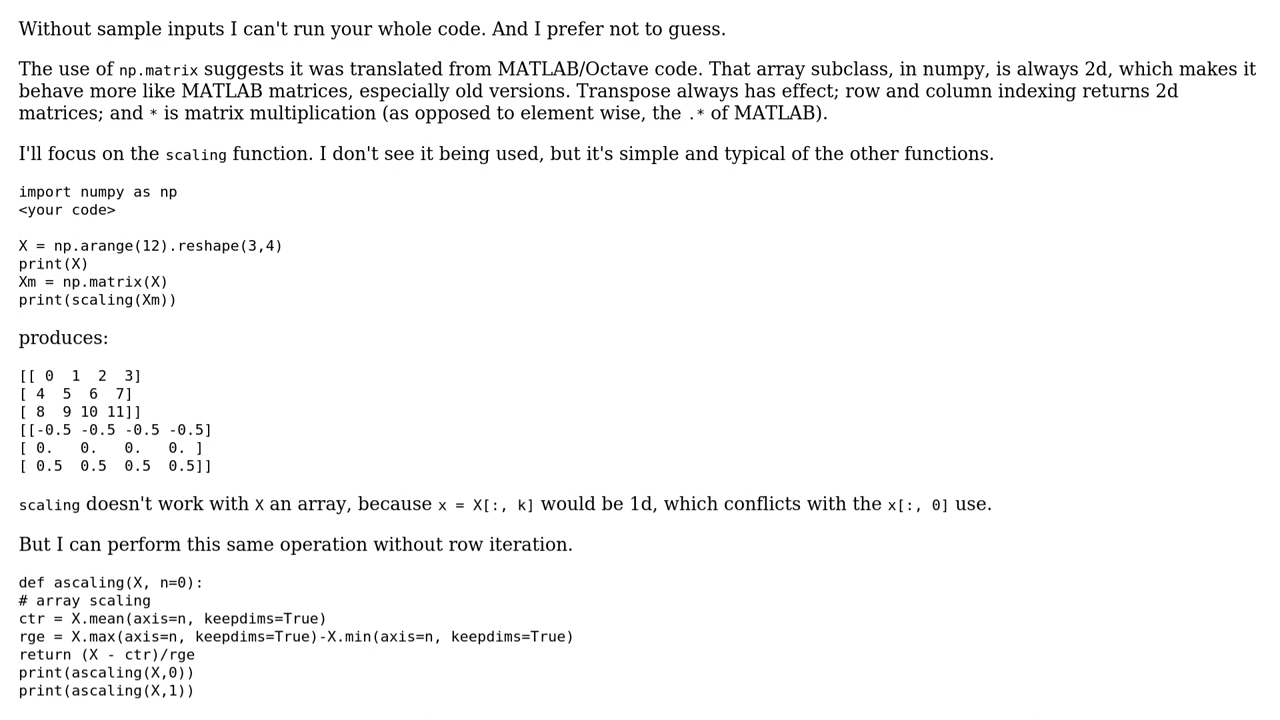 Without sample inputs I can't run your whole code. And I prefer not to guess.
The use of np.matrix suggests it was translated from MATLAB/Octave code. That array subclass, in numpy, is always 2d, which makes it
behave more like MATLAB matrices, especially old versions. Transpose always has effect; row and column indexing returns 2d
matrices; and * is matrix multiplication (as opposed to element wise, the .* of MATLAB).
I'll focus on the scaling function. I don't see it being used, but it's simple and typical of the other functions.
import numpy as np
<your code>
X = np.arange(12).reshape(3,4)
print(X)
Xm = np.matrix(X)
print(scaling(Xm))
produces:
[[ 0  1  2  3]
[ 4  5  6  7]
[ 8  9 10 11]]
[[-0.5 -0.5 -0.5 -0.5]
[ 0.   0.   0.   0. ]
[ 0.5  0.5  0.5  0.5]]
scaling doesn't work with X an array, because x = X[:, k] would be 1d, which conflicts with the x[:, 0] use.
But I can perform this same operation without row iteration.
def ascaling(X, n=0):
# array scaling
ctr = X.mean(axis=n, keepdims=True)
rge = X.max(axis=n, keepdims=True)-X.min(axis=n, keepdims=True)
return (X - ctr)/rge
print(ascaling(X,0))
print(ascaling(X,1))